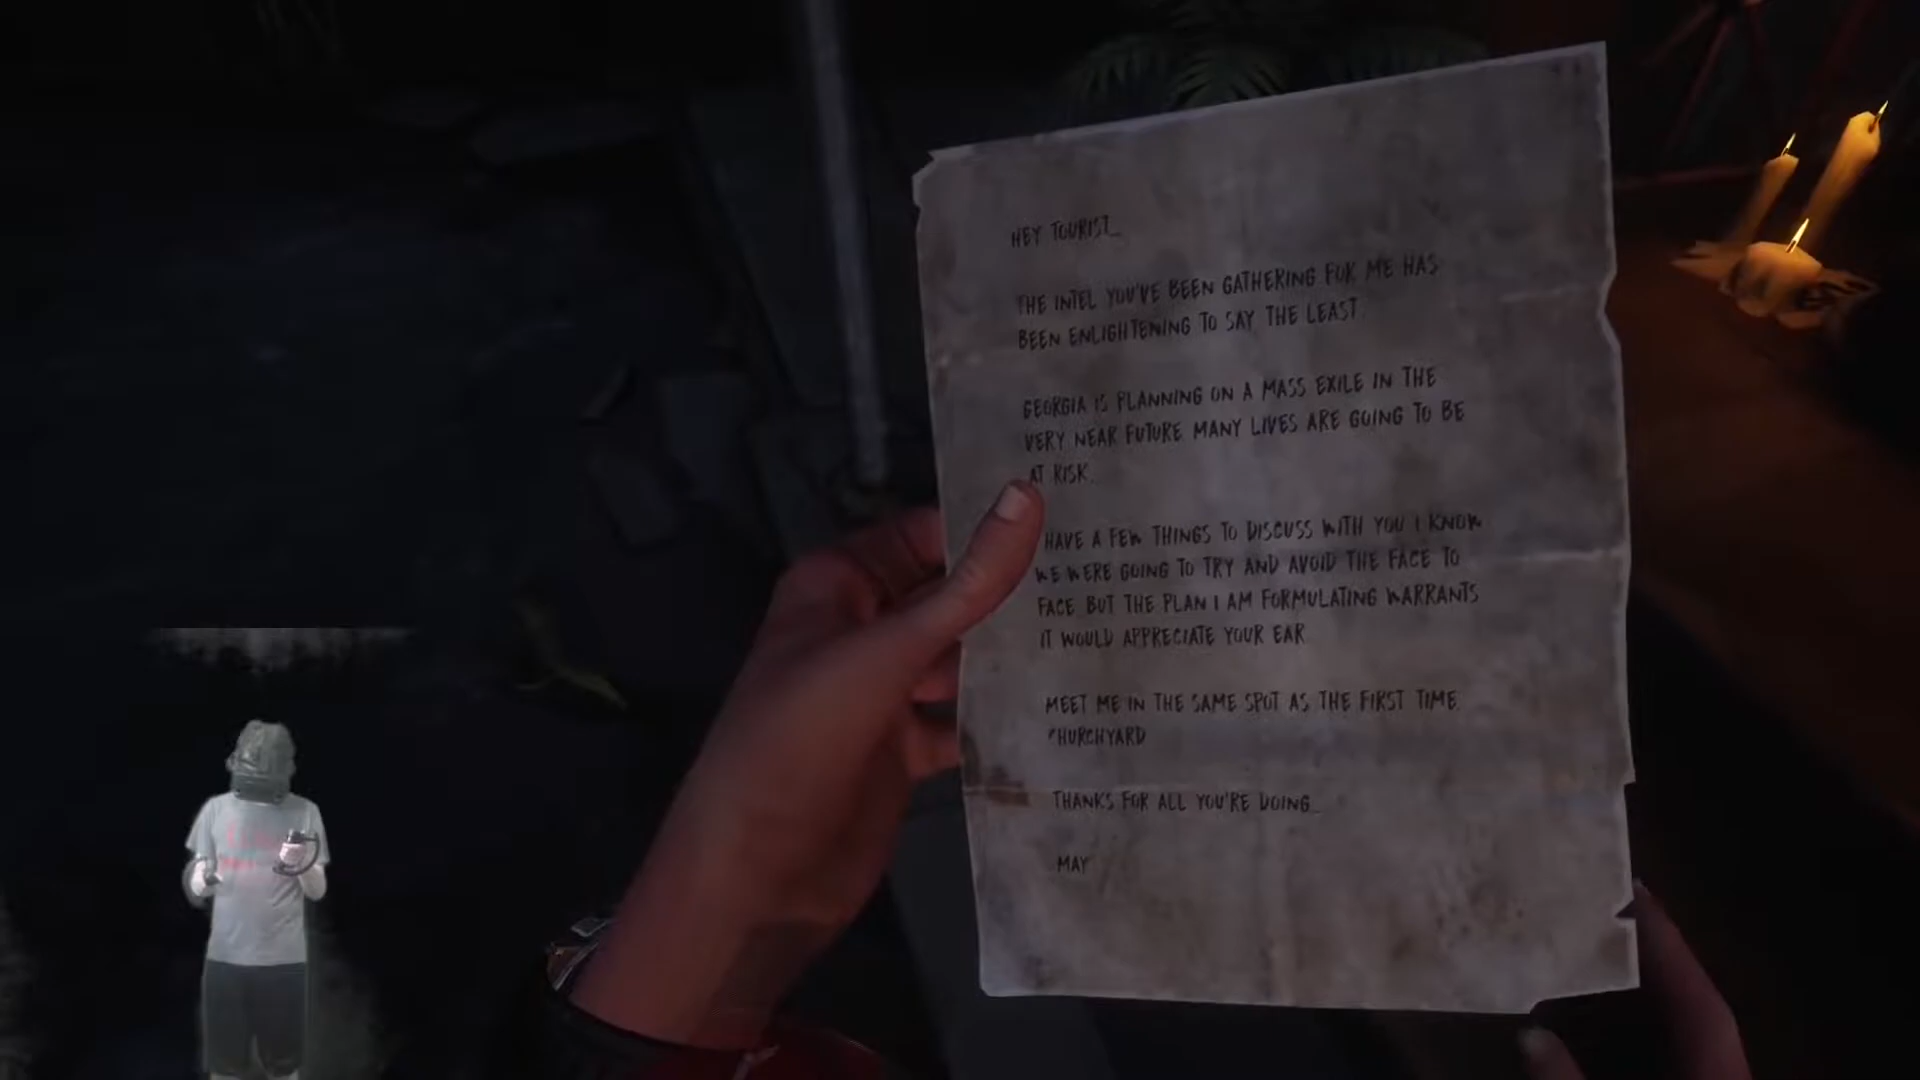 HEY TOURIST_
THE INTEL YOU'VE BEEN GATHERING FOR ME HAS
BEEN ENLIGHTENING TO SAY THE LEAST.
GEORGIA IS PLANNING ON A MASS EXILE IN THE
VERY NEAR FUTURE MANY LIVES ARE GOING TO BE
AT RISK.
HAVE A FEW THINGS TO DISCUSS WITH YOU I KNOW
WE WERE GOING TO TRY AND AVOID THE FACE TO
FACE BUT THE PLAN I AM FORMULATING WARRANTS
IT WOULD APPRECIATE YOUR EAR
MEET ME IN THE SAME SPOT AS THE FIRST TIME.
CHURCHYARD
THANKS FOR ALL YOU'RE DOING_
MAY